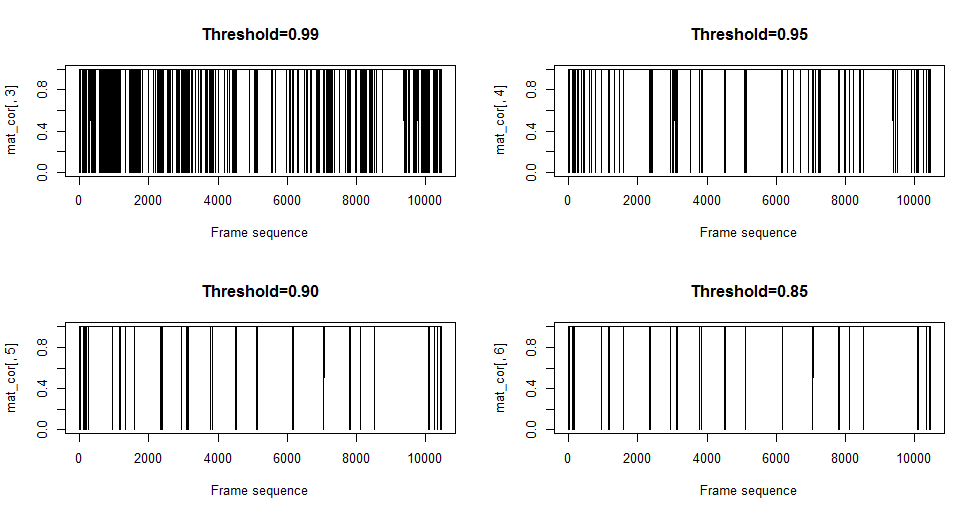 Threshold=0.99
mat_cor[, 3]
0.0 0.4 0.8
0 2000 4000 6000 8000 10000
Frame sequence
Threshold=0.95
mat_cor[, 4]
0.0 0.4 0.8
0 2000 4000 6000 8000 10000
Frame sequence
Threshold=0.90
mat_cor[, 5]
0.0 0.4 0.8
0 2000 4000 6000 8000 10000
Frame sequence
Threshold=0.85
mat_cor[, 6]
0.0 0.4 0.8
0 2000 4000 6000 8000 10000
Frame sequence